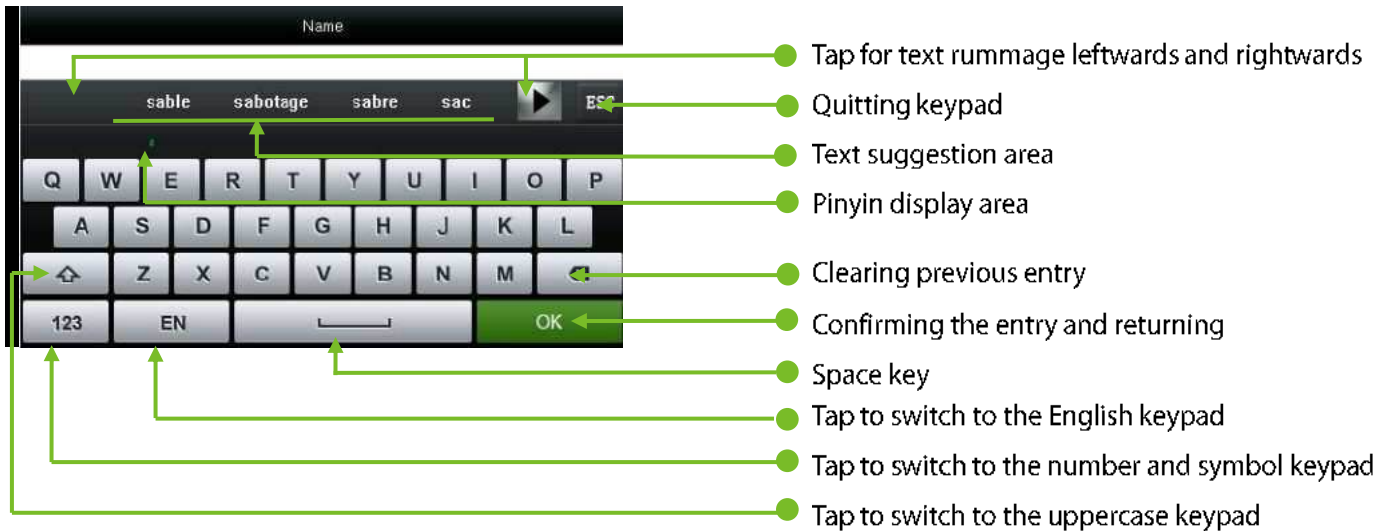 Name
Tap for text rummage leftwards and rightwards
sable sabotage sabre sac ESC
Quitting keypad
Text suggestion area
Q W E R T Y U I O P
Pinyin display area
A S D F G H J K L
Z X C V B N M
Clearing previous entry
123 EN OK
Confirming the entry and returning
Space key
Tap to switch to the English keypad
Tap to switch to the number and symbol keypad
Tap to switch to the uppercase keypad